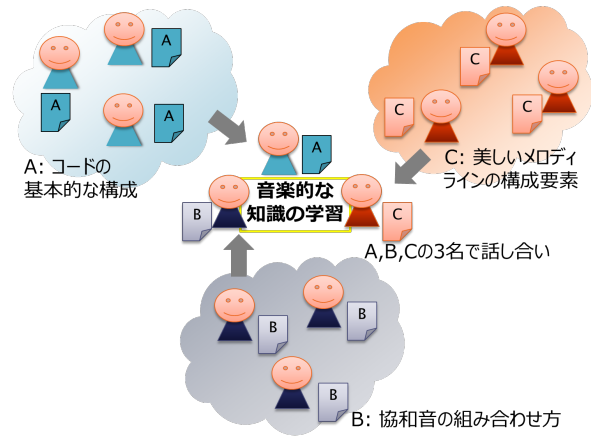 A
A
A
A: コードの
基本的な構成
C
C
C
C: 美しいメロディ
ラインの構成要素
A
B
音楽的な
知識の学習
C
A,B,Cの3名で話し合い
B
B
B
B: 協和音の組み合わせ方